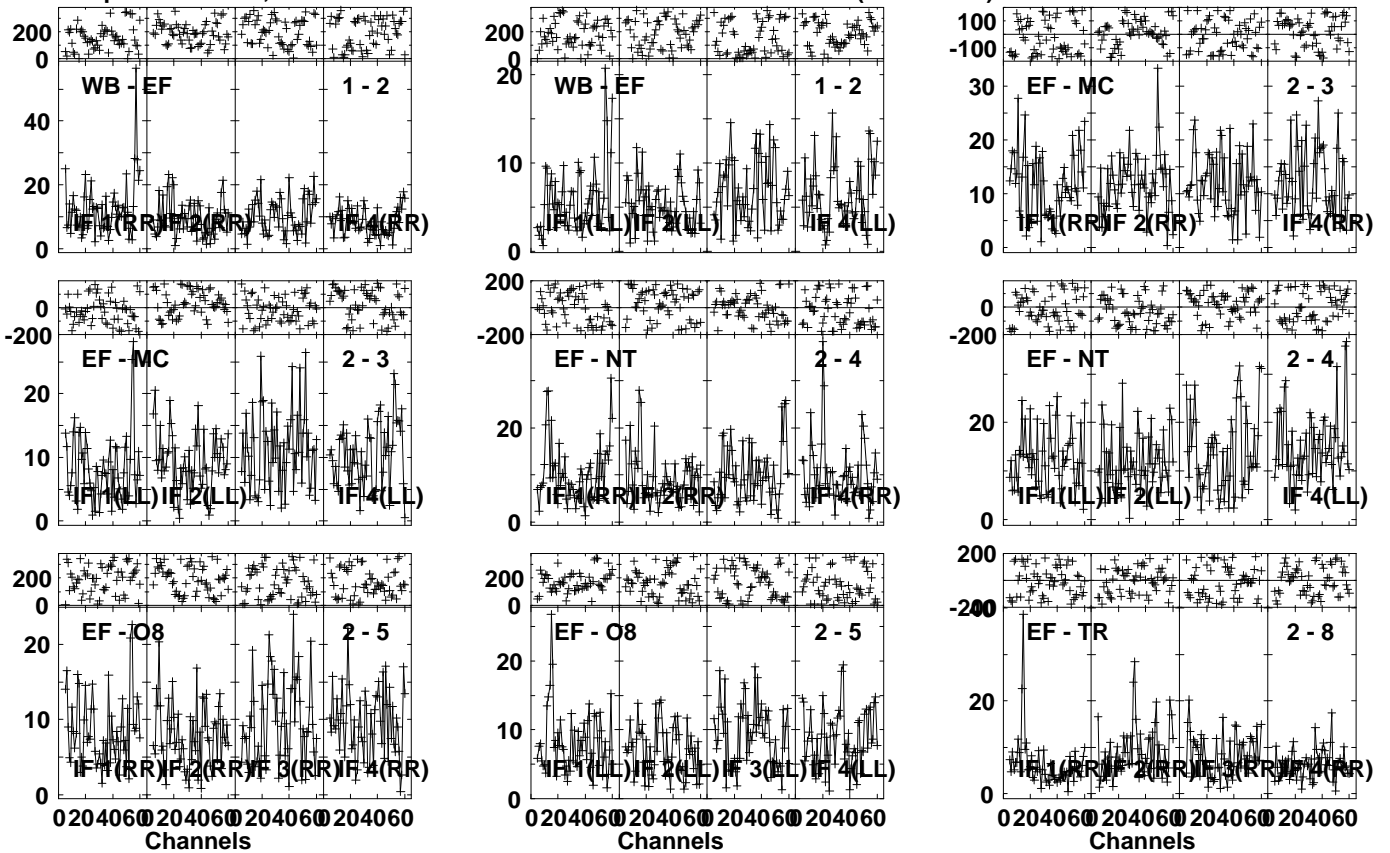 200
0
WB - EF
1 - 2
40
20
0
IF 1(RR)
IF 2(RR)
IF 4(RR)
200
0
WB - EF
1 - 2
20
10
0
IF 1(LL)
IF 2(LL)
IF 4(LL)
100
-100
EF - MC
2 - 3
30
20
10
0
IF 1(RR)
IF 2(RR)
IF 4(RR)
0
-200
EF - MC
2 - 3
20
10
0
IF 1(LL)
IF 2(LL)
IF 4(LL)
200
0
-200
EF - NT
2 - 4
20
0
IF 1(RR)
IF 2(RR)
IF 4(RR)
200
0
-200
EF - NT
2 - 4
20
0
IF 1(LL)
IF 2(LL)
IF 4(LL)
200
0
EF - O8
2 - 5
20
10
0
IF 1(RR)
IF 2(RR)
IF 3(RR)
IF 4(RR)
0 20 40 60 0 20 40 60 0 20 40 60 0 20 40 60
Channels
200
0
EF - O8
2 - 5
20
10
0
IF 1(LL)
IF 2(LL)
IF 3(LL)
IF 4(LL)
0 20 40 60 0 20 40 60 0 20 40 60 0 20 40 60
Channels
200
0
-200
40
EF - TR
2 - 8
20
0
IF 1(RR)
IF 2(RR)
IF 3(RR)
IF 4(RR)
0 20 40 60 0 20 40 60 0 20 40 60 0 20 40 60
Channels